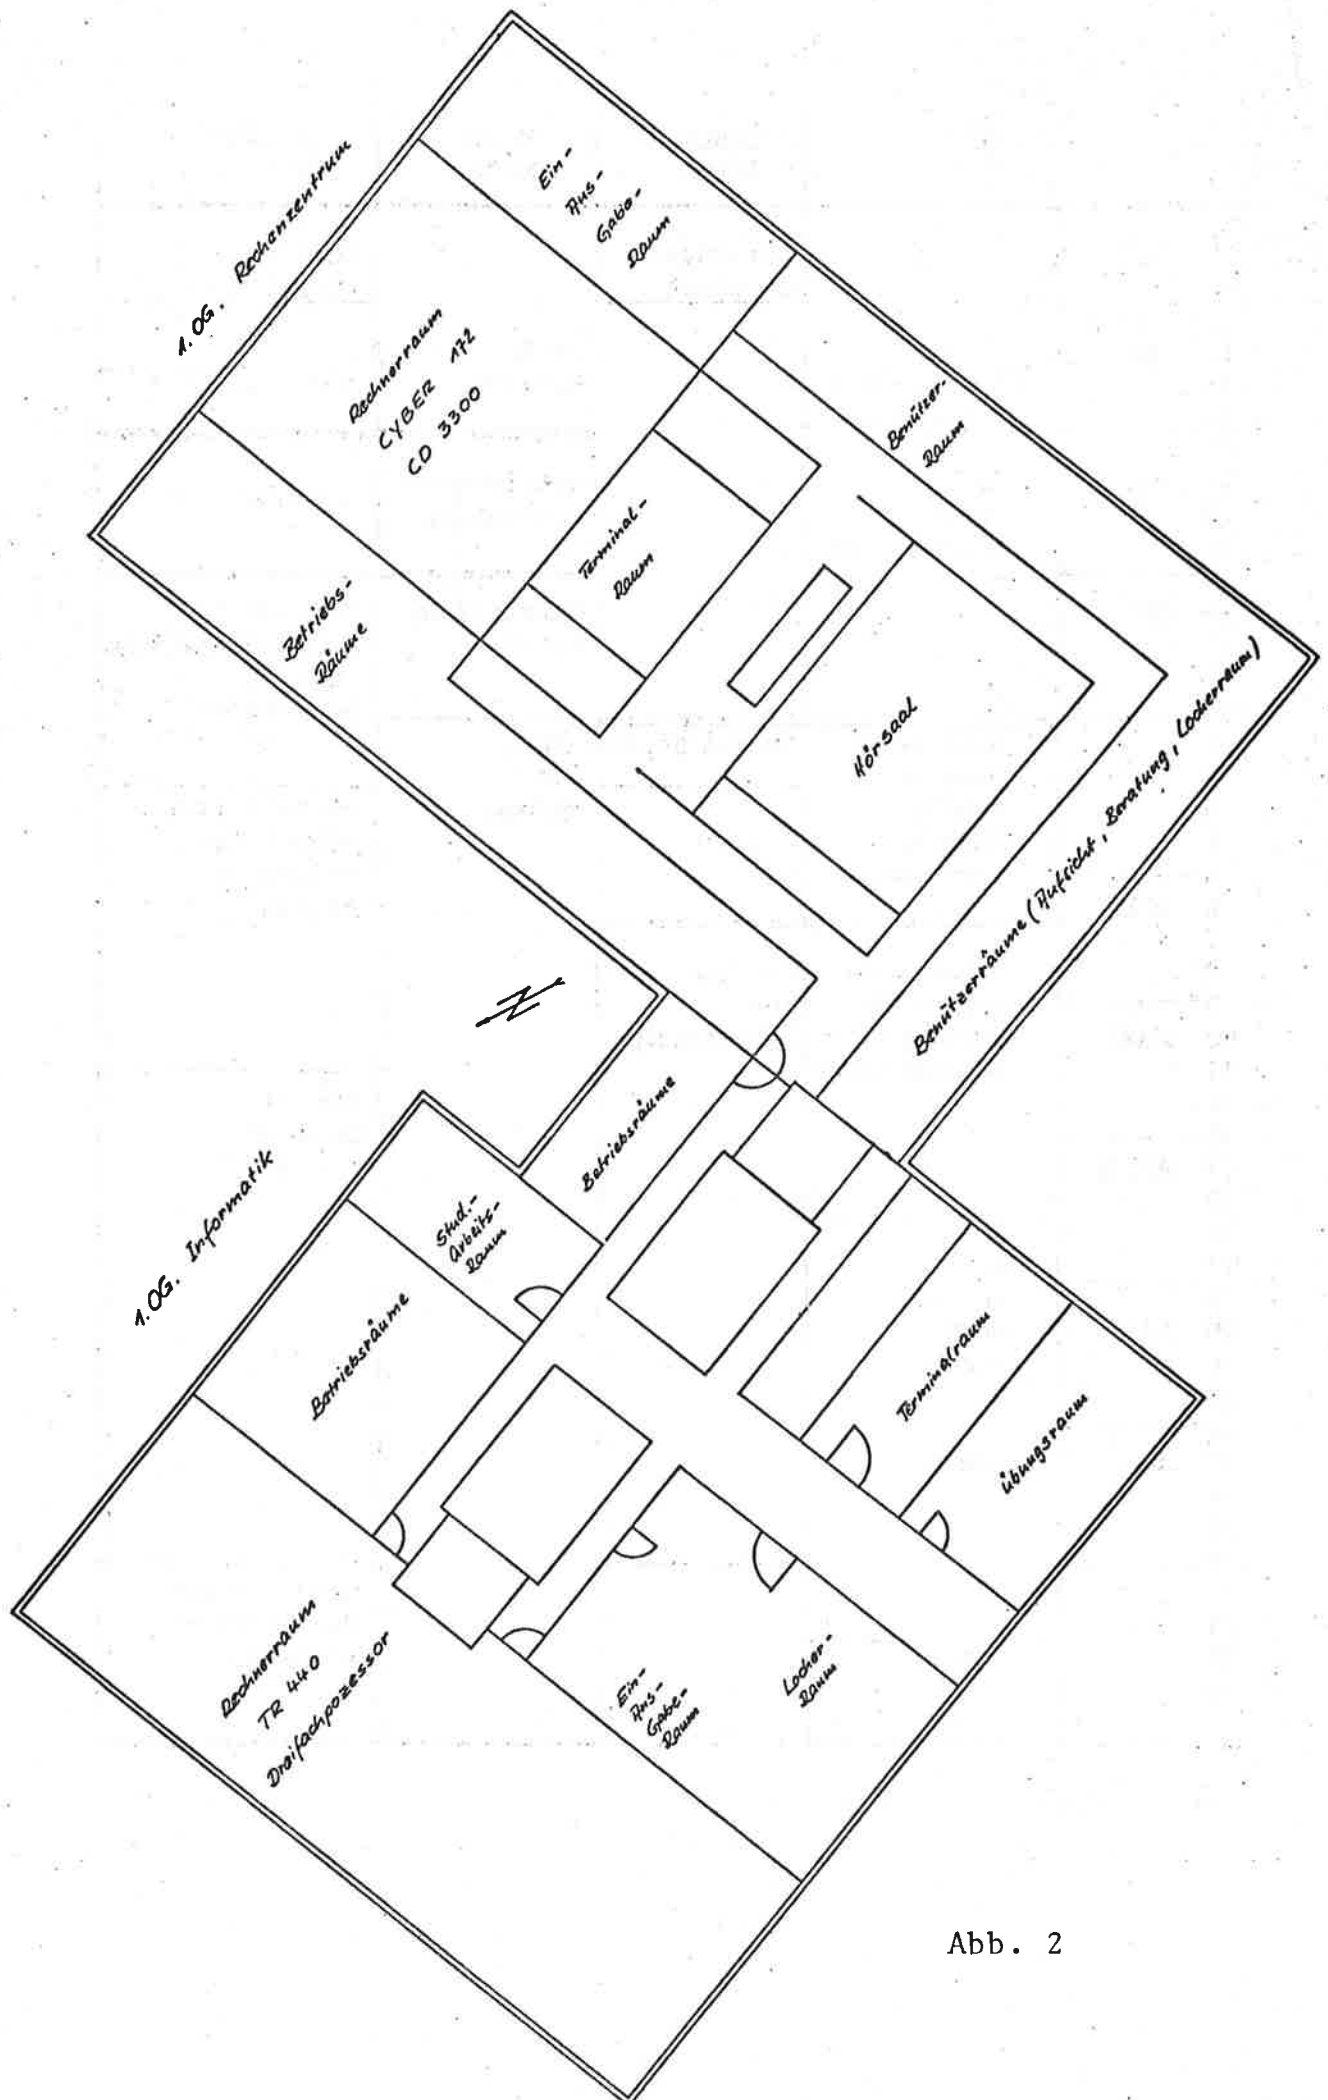 1.OG. Rechenzentrum
Ein-
Aus-
Gabe-
Raum
Rechnerraum
CYBER 172
CD 3300
Benützer-
Raum
Terminal-
Raum
Betriebs-
Räume
Hörsaal
Benützerräume (Aufsicht, Beratung, Locherraum)
N
1.OG. Informatik
Betriebsräume
Stud.-
Arbeits-
Raum
Betriebsräume
Terminalraum
Übungsraum
Rechnerraum
TR 440
Dreifachpozessor
Ein-
Aus-
Gabe-
Raum
Locher-
Raum
Abb. 2